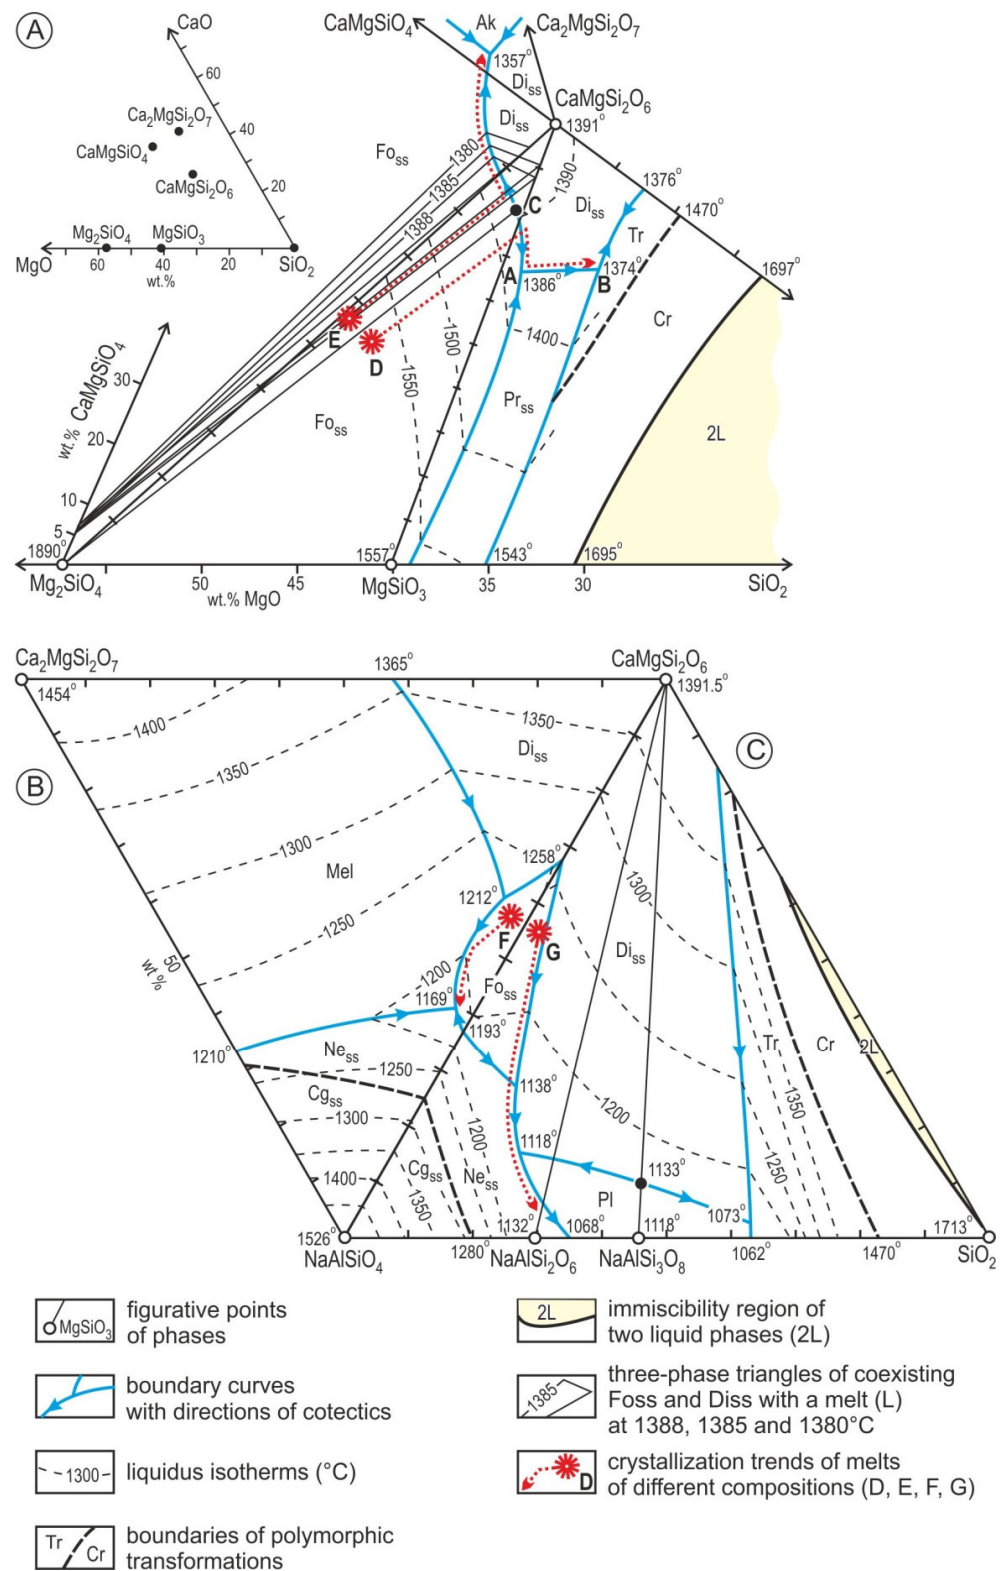 A
CaO
60
Ca2MgSi2O7
40
CaMgSiO4
CaMgSi2O6
20
Mg2SiO4
MgSiO3
MgO
60
40
20
SiO2
wt.%
CaMgSiO4
Ak
Ca2MgSi2O7
1357°
Diss
CaMgSi2O6
Diss
1391°
Foss
1380
1385
1388
1390
C
Diss
1376°
1470°
Tr
1697°
A
1386°
1374°
B
E
D
1500
1400
Cr
1550
wt.% CaMgSiO4
30
20
10
5
Foss
Prss
2L
1890°
1557°
1543°
1695°
Mg2SiO4
50
45
MgSiO3
35
30
SiO2
wt.% MgO
Ca2MgSi2O7
1365°
CaMgSi2O6
1454°
1391.5°
1400
1350
1350
Diss
C
B
1300
Mel
1258°
1250
1212°
1300
F
G
Diss
50
wt %
1200
Foss
1169°
1193°
Tr
Cr
2L
1210°
Ness
1250
1138°
Cgss
1300
1200
1200
1350
1118°
1250
1400
Cgss
Ness
1350
1133°
Pl
1073°
1526°
1280°
1132°
1068°
1118°
1062°
1470°
1713°
NaAlSiO4
NaAlSi2O6
NaAlSi3O8
SiO2
MgSiO3
figurative points
of phases
boundary curves
with directions of cotectics
1300
liquidus isotherms (°C)
Tr
Cr
boundaries of polymorphic
transformations
2L
immiscibility region of
two liquid phases (2L)
1385
three-phase triangles of coexisting
Foss and Diss with a melt (L)
at 1388, 1385 and 1380°C
D
crystallization trends of melts
of different compositions (D, E, F, G)